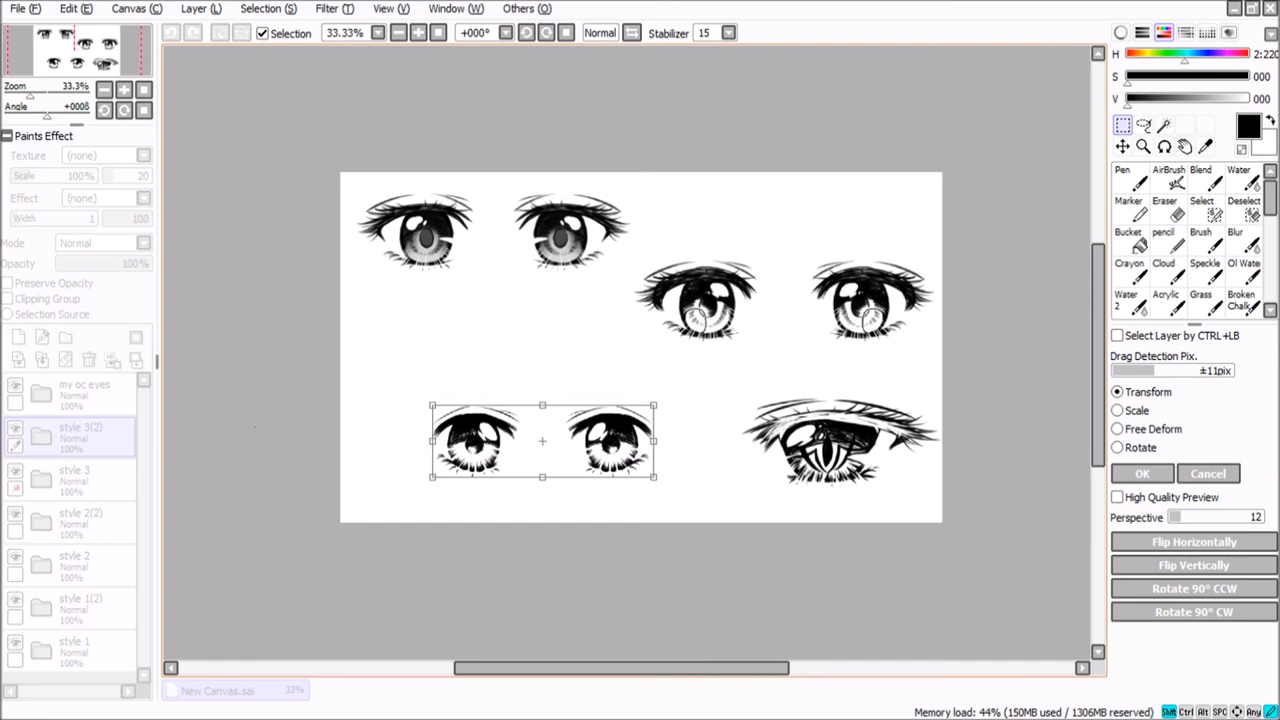 File (F) Edit (E) Canvas (C) Layer (L) Selection (S) Filter (T) View (V) Window (W) Others (O)
Selection 33.33% Normal Stabilizer 15
Zoom 33.3%
Angle +000ß
Paints Effect
Texture (none)
Scale 100% 20
Effect (none)
Width 1 100
Mode Normal
Opacity 100%
Preserve Opacity
Clipping Group
Selection Source
my oc eyes
Normal
100%
style 3(2)
Normal
100%
style 3
Normal
100%
style 2(2)
Normal
100%
style 2
Normal
100%
style 1(2)
Normal
100%
style 1
Normal
100%
New Canvas.sai 33%
H 2:220
S 000
V 000
Pen AirBrush Blend Water
Marker Eraser Select Deselect
Bucket pencil Brush Blur
Crayon Cloud Speckle Ol Water
Water 2 Acrylic Grass Broken Chalk
Select Layer by CTRL+LB
Drag Detection Pix.
±11pix
Transform
Scale
Free Deform
Rotate
OK Cancel
High Quality Preview
Perspective 12
Flip Horizontally
Flip Vertically
Rotate 90° CCW
Rotate 90° CW
Memory load: 44% (150MB used / 1306MB reserved) Shft Ctrl Alt SPC Any